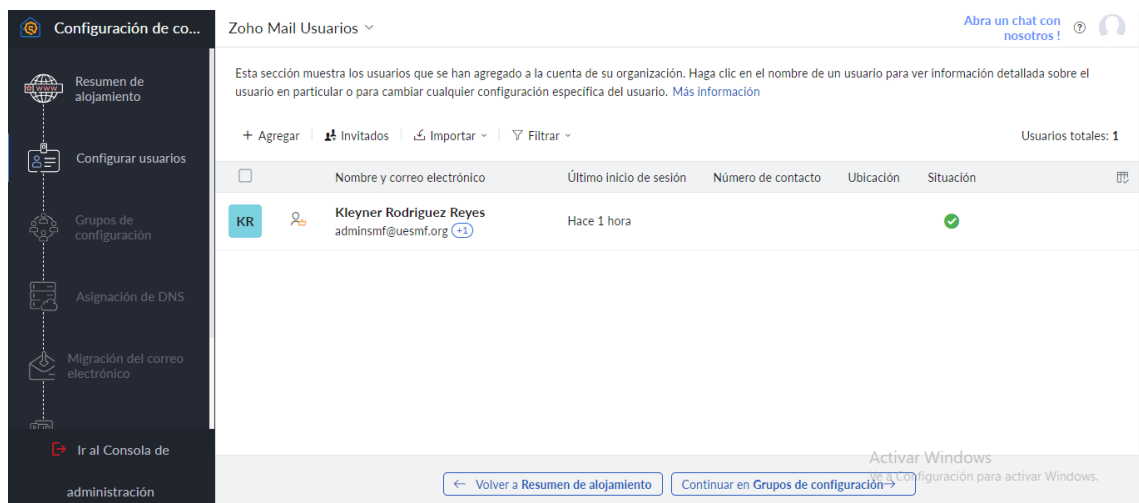 Configuración de co...
Zoho Mail Usuarios
Abra un chat con
nosotros !
?
www
Resumen de
alojamiento
Configurar usuarios
Grupos de
configuración
Asignación de DNS
Migración del correo
electrónico
Ir al Consola de
administración
Esta sección muestra los usuarios que se han agregado a la cuenta de su organización. Haga clic en el nombre de un usuario para ver información detallada sobre el
usuario en particular o para cambiar cualquier configuración específica del usuario. Más información
+ Agregar Invitados Importar Filtrar Usuarios totales: 1
Nombre y correo electrónico Último inicio de sesión Número de contacto Ubicación Situación
KR Kleyner Rodriguez Reyes
adminsmf@uesmf.org +1 Hace 1 hora
Activar Windows
Ve a Configuración para activar Windows.
← Volver a Resumen de alojamiento Continuar en Grupos de configuración→